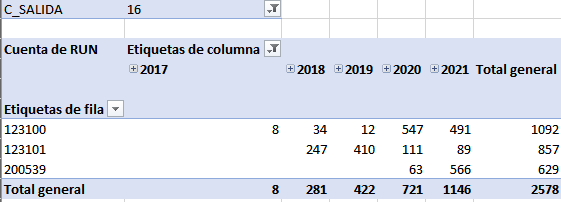 C_SALIDA 16
Cuenta de RUN Etiquetas de columna
2017 2018 2019 2020 2021 Total general
Etiquetas de fila
123100 8 34 12 547 491 1092
123101 247 410 111 89 857
200539 63 566 629
Total general 8 281 422 721 1146 2578